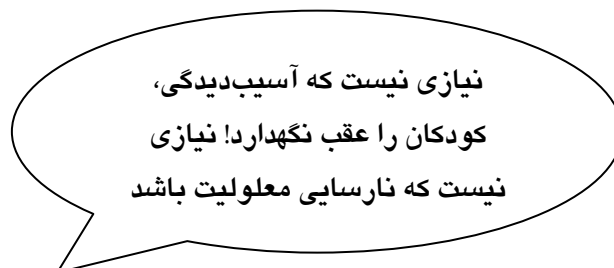 نیازی نیست که آسیب‌دیدگی،
کودکان را عقب نگهدارد! نیازی
نیست که نارسایی معلولیت باشد